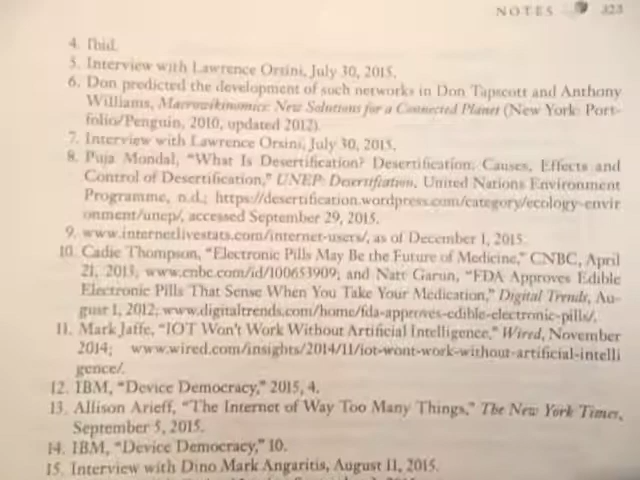 NOTES 323
4. Ibid.
5. Interview with Lawrence Orsini, July 30, 2015.
6. Don predicted the development of such networks in Don Tapscott and Anthony
Williams, Macrowikinomics: New Solutions for a Connected Planet (New York: Port-
folio/Penguin, 2010, updated 2012).
7. Interview with Lawrence Orsini, July 30, 2015.
8. Puja Mondal, “What Is Desertification? Desertification: Causes, Effects and
Control of Desertification,” UNEP: Desertification, United Nations Environment
Programme, n.d.; https://desertification.wordpress.com/category/ecology-envir
onment/unep/, accessed September 29, 2015.
9. www.internetlivestats.com/internet-users/, as of December 1, 2015.
10. Cadie Thompson, “Electronic Pills May Be the Future of Medicine,” CNBC, April
21, 2013; www.cnbc.com/id/100653909; and Natt Garun, “FDA Approves Edible
Electronic Pills That Sense When You Take Your Medication,” Digital Trends, Au-
gust 1, 2012; www.digitaltrends.com/home/fda-approves-edible-electronic-pills/.
11. Mark Jaffe, “IOT Won't Work Without Artificial Intelligence,” Wired, November
2014; www.wired.com/insights/2014/11/iot-wont-work-without-artificial-intelli
gence/.
12. IBM, “Device Democracy,” 2015, 4.
13. Allison Arieff, “The Internet of Way Too Many Things,” The New York Times,
September 5, 2015.
14. IBM, “Device Democracy,” 10.
15. Interview with Dino Mark Angaritis, August 11, 2015.